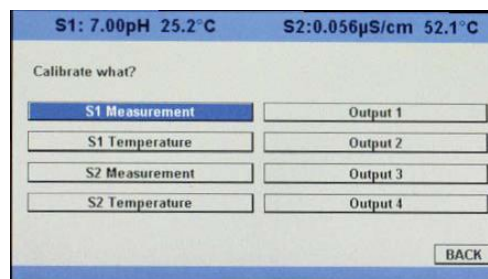 S1: 7.00pH 25.2°C S2:0.056µS/cm 52.1°C
Calibrate what?
S1 Measurement Output 1
S1 Temperature Output 2
S2 Measurement Output 3
S2 Temperature Output 4
BACK